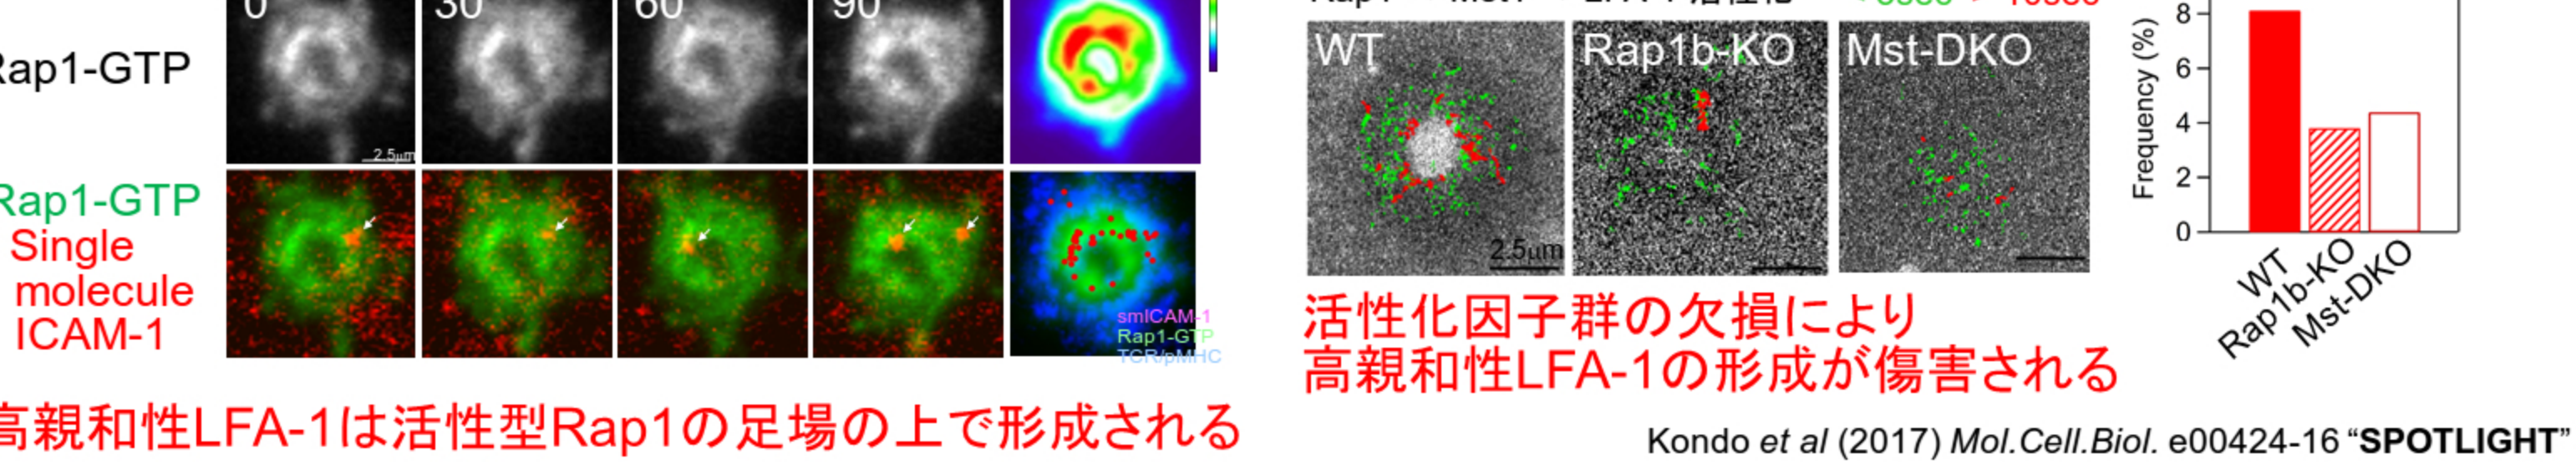 0 30 60 90
Rap1-GTP
2.5μm
Rap1-GTP
Single
molecule
ICAM-1
smICAM-1
Rap1-GTP
TCR/pMHC
高親和性LFA-1は活性型Rap1の足場の上で形成される
WT
Rap1b-KO
Mst-DKO
2.5μm
活性化因子群の欠損により
高親和性LFA-1の形成が傷害される
Frequency (%)
8
6
4
2
0
WT
Rap1b-KO
Mst-DKO
Kondo et al (2017) Mol.Cell.Biol. e00424-16 “SPOTLIGHT”